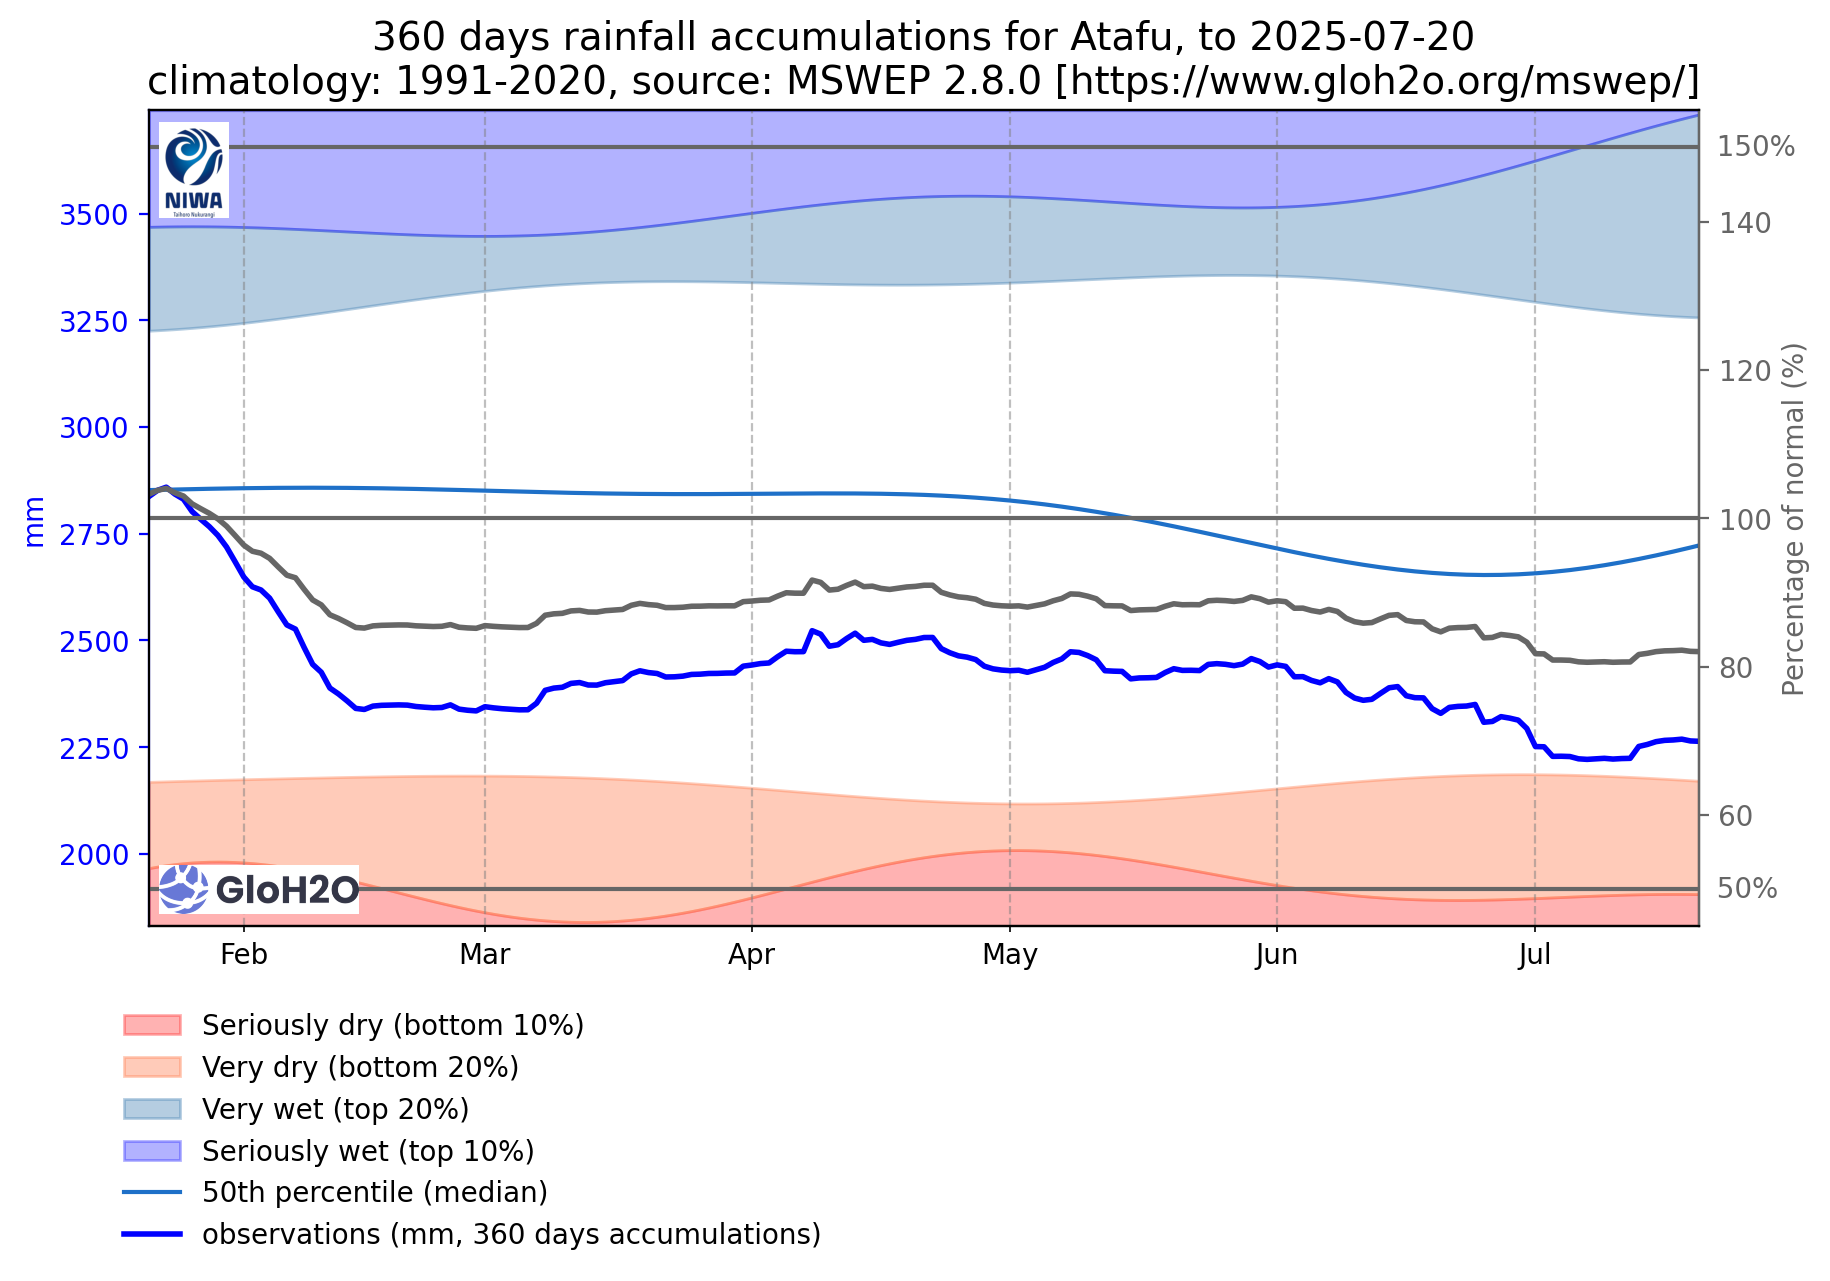 360 days rainfall accumulations for Atafu, to 2025-07-20
climatology: 1991-2020, source: MSWEP 2.8.0 [https://www.gloh2o.org/mswep/]
NIWA
Taihoro Nukurangi
3500
3250
3000
2750
2500
2250
2000
mm
150%
140
120
100
80
60
50%
Percentage of normal (%)
GloH2O
Feb Mar Apr May Jun Jul
Seriously dry (bottom 10%)
Very dry (bottom 20%)
Very wet (top 20%)
Seriously wet (top 10%)
50th percentile (median)
observations (mm, 360 days accumulations)